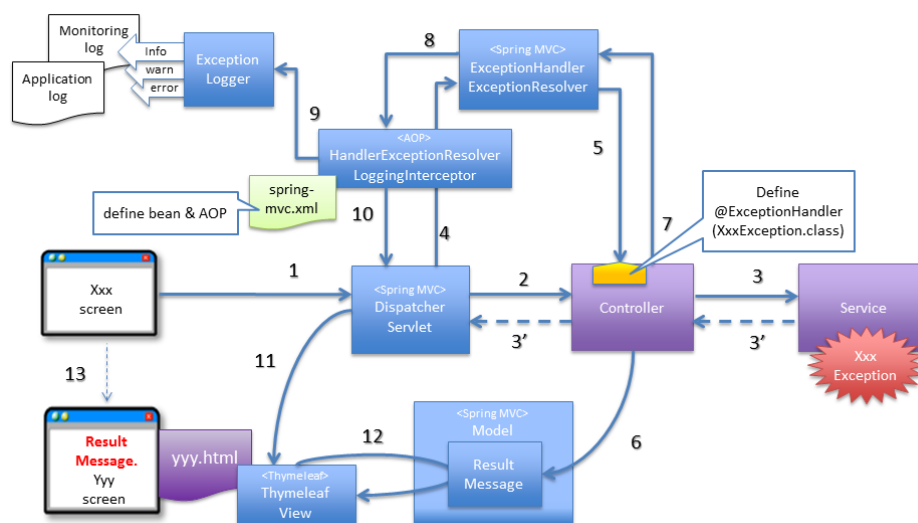 Monitoring
log
Application
log
Info
warn
error
Exception
Logger
9
8
<Spring MVC>
ExceptionHandler
ExceptionResolver
<AOP>
HandlerExceptionResolver
LoggingInterceptor
spring-
mvc.xml
define bean & AOP
10
4
5
7
Define
@ExceptionHandler
(XxxException.class)
Xxx
screen
1
<Spring MVC>
Dispatcher
Servlet
2
3'
Controller
3
3'
Service
Xxx
Exception
11
13
Result
Message.
Yyy
screen
yyy.html
<Thymeleaf>
Thymeleaf
View
12
<Spring MVC>
Model
Result
Message
6